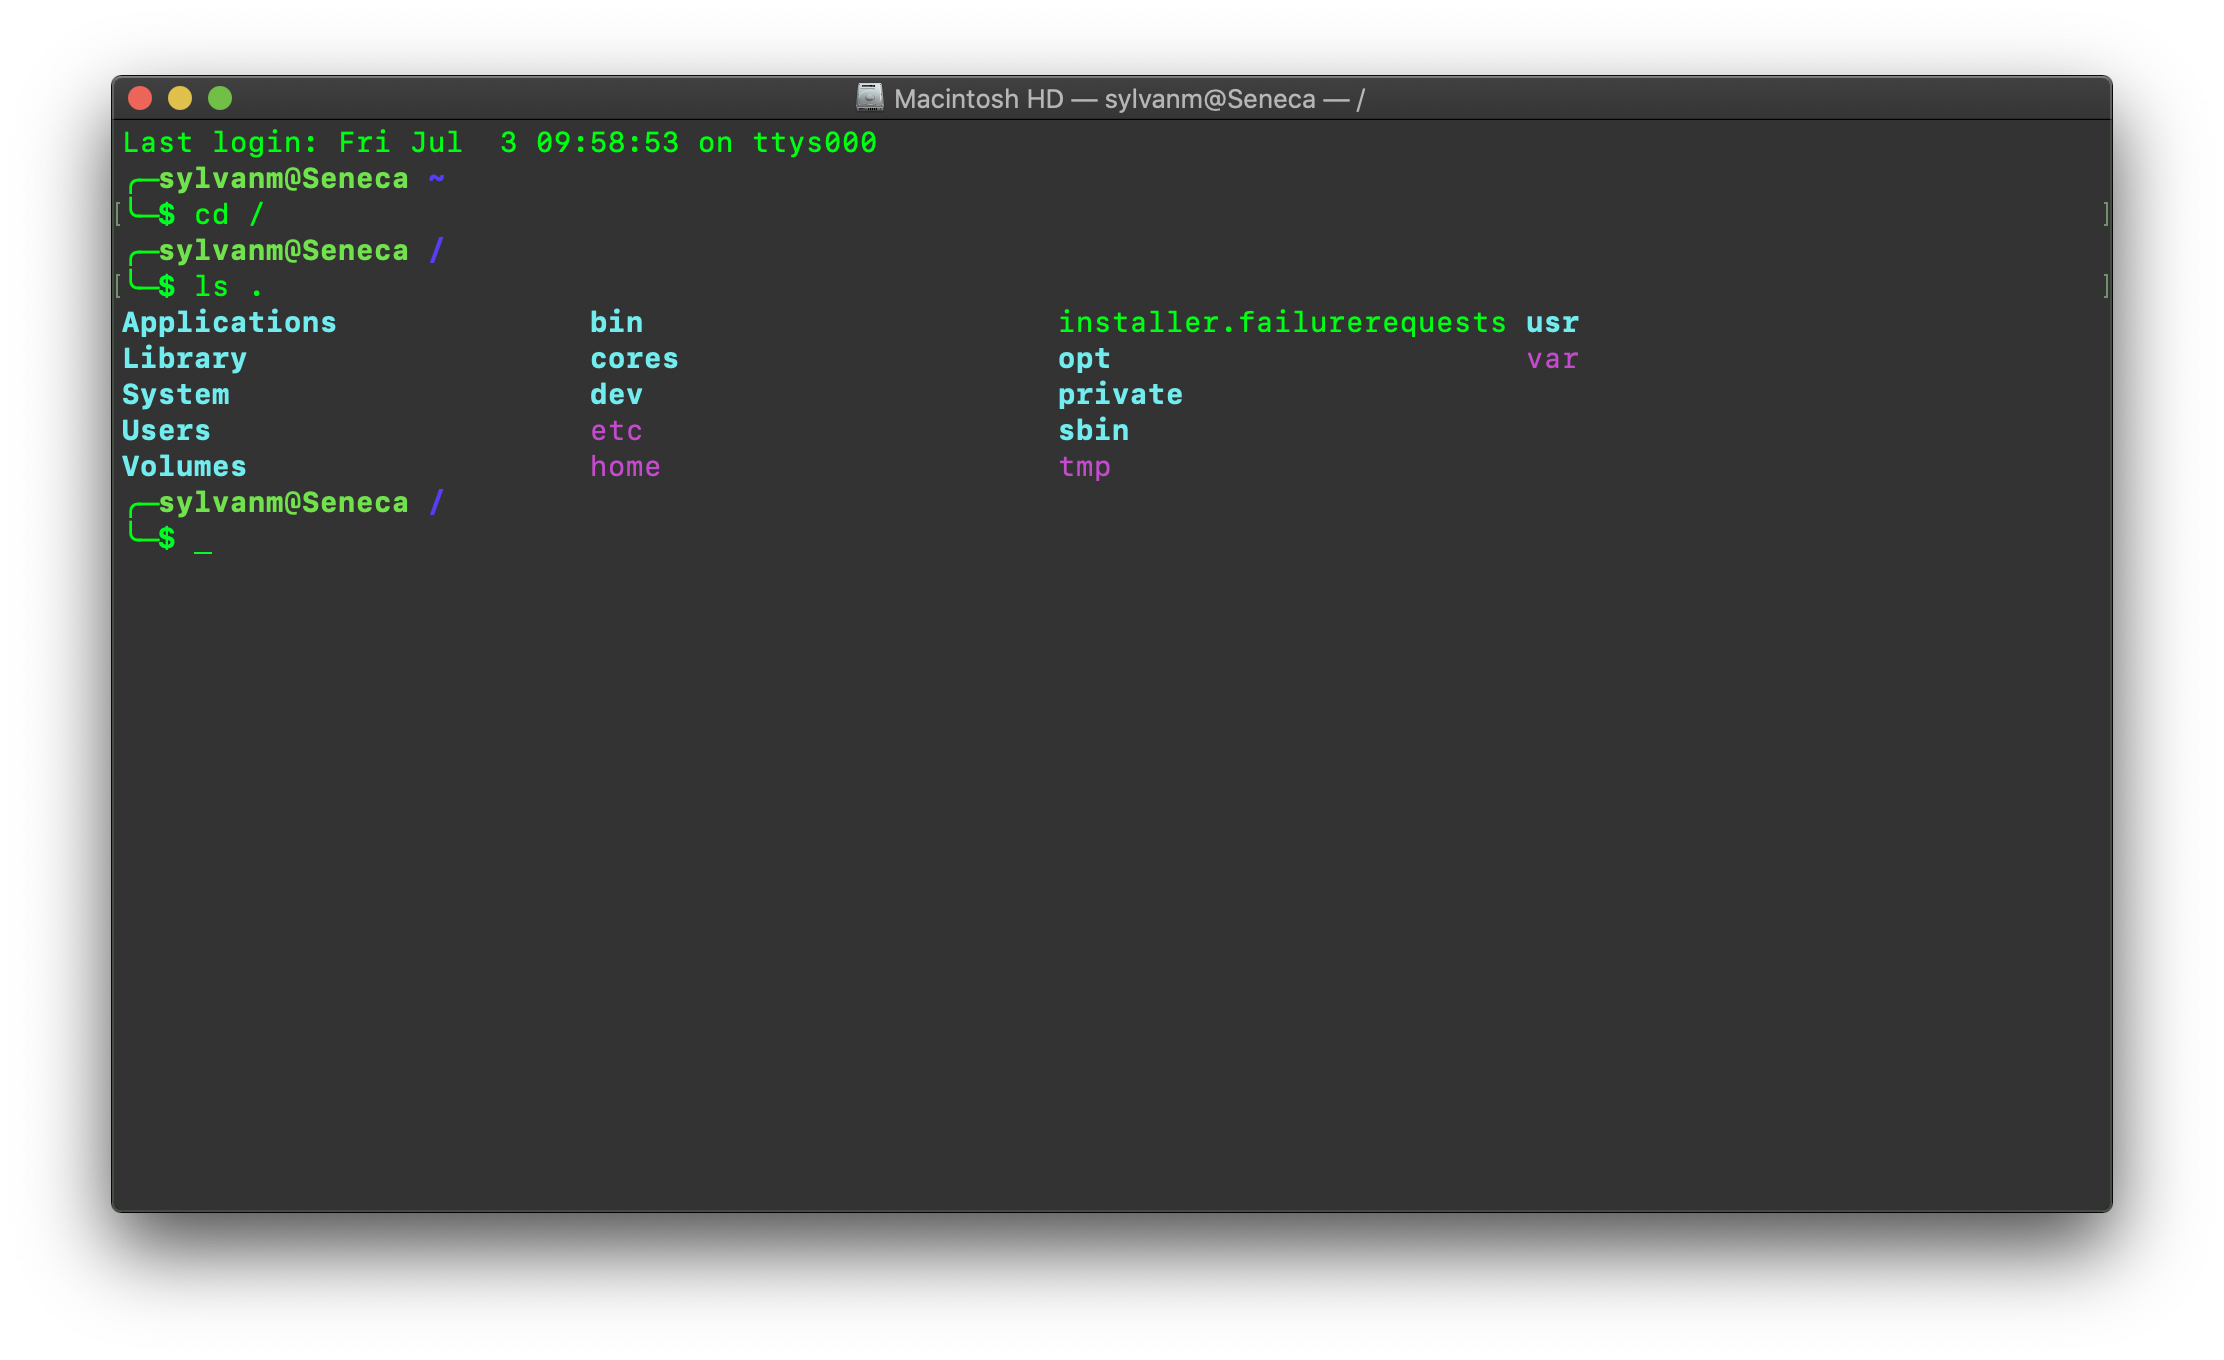 Macintosh HD — sylvanm@Seneca — /
Last login: Fri Jul  3 09:58:53 on ttys000
╭─sylvanm@Seneca ~
[╰─$ cd /                                                                                                     ]
╭─sylvanm@Seneca /
[╰─$ ls .                                                                                                     ]
Applications              bin                       installer.failurerequests usr
Library                   cores                     opt                       var
System                    dev                       private
Users                     etc                       sbin
Volumes                   home                      tmp
╭─sylvanm@Seneca /
╰─$ _